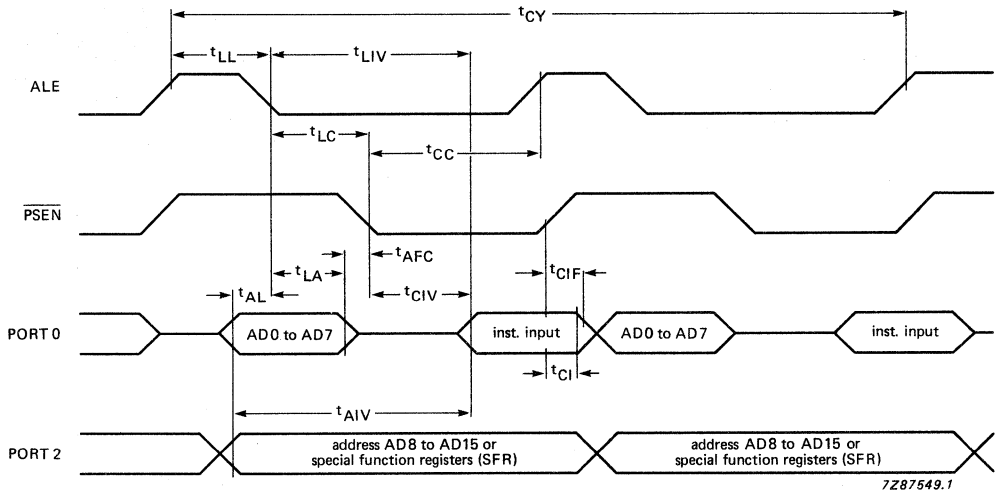 tCY
tLL
tLIV
ALE
tLC
tCC
PSEN
tAFC
tLA
tCIF
tAL
tCIV
PORT 0
AD0 to AD7
inst. input
AD0 to AD7
inst. input
tCI
tAIV
PORT 2
address AD8 to AD15 or
special function registers (SFR)
address AD8 to AD15 or
special function registers (SFR)
7Z87549.1